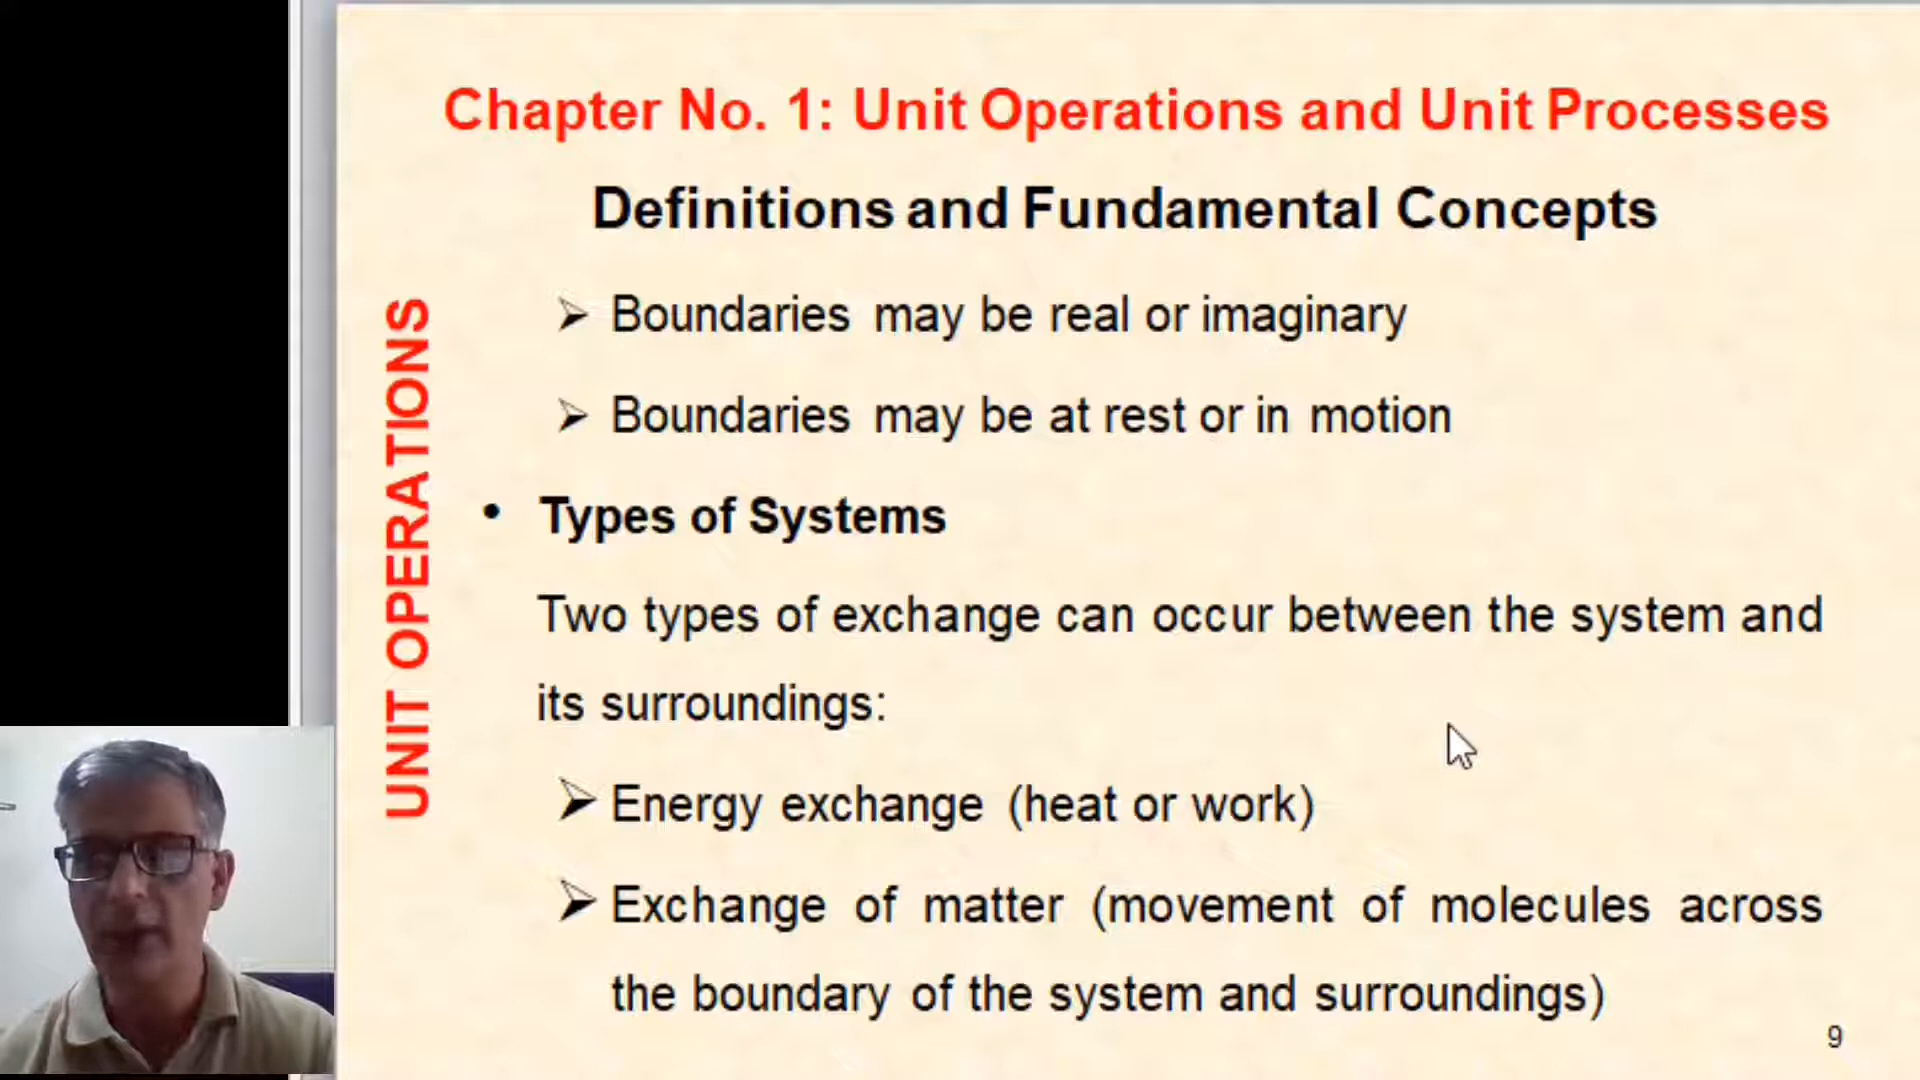 Chapter No. 1: Unit Operations and Unit Processes
Definitions and Fundamental Concepts
UNIT OPERATIONS
➢ Boundaries may be real or imaginary
➢ Boundaries may be at rest or in motion
• Types of Systems
Two types of exchange can occur between the system and
its surroundings:
➢ Energy exchange (heat or work)
➢ Exchange of matter (movement of molecules across
the boundary of the system and surroundings)
9